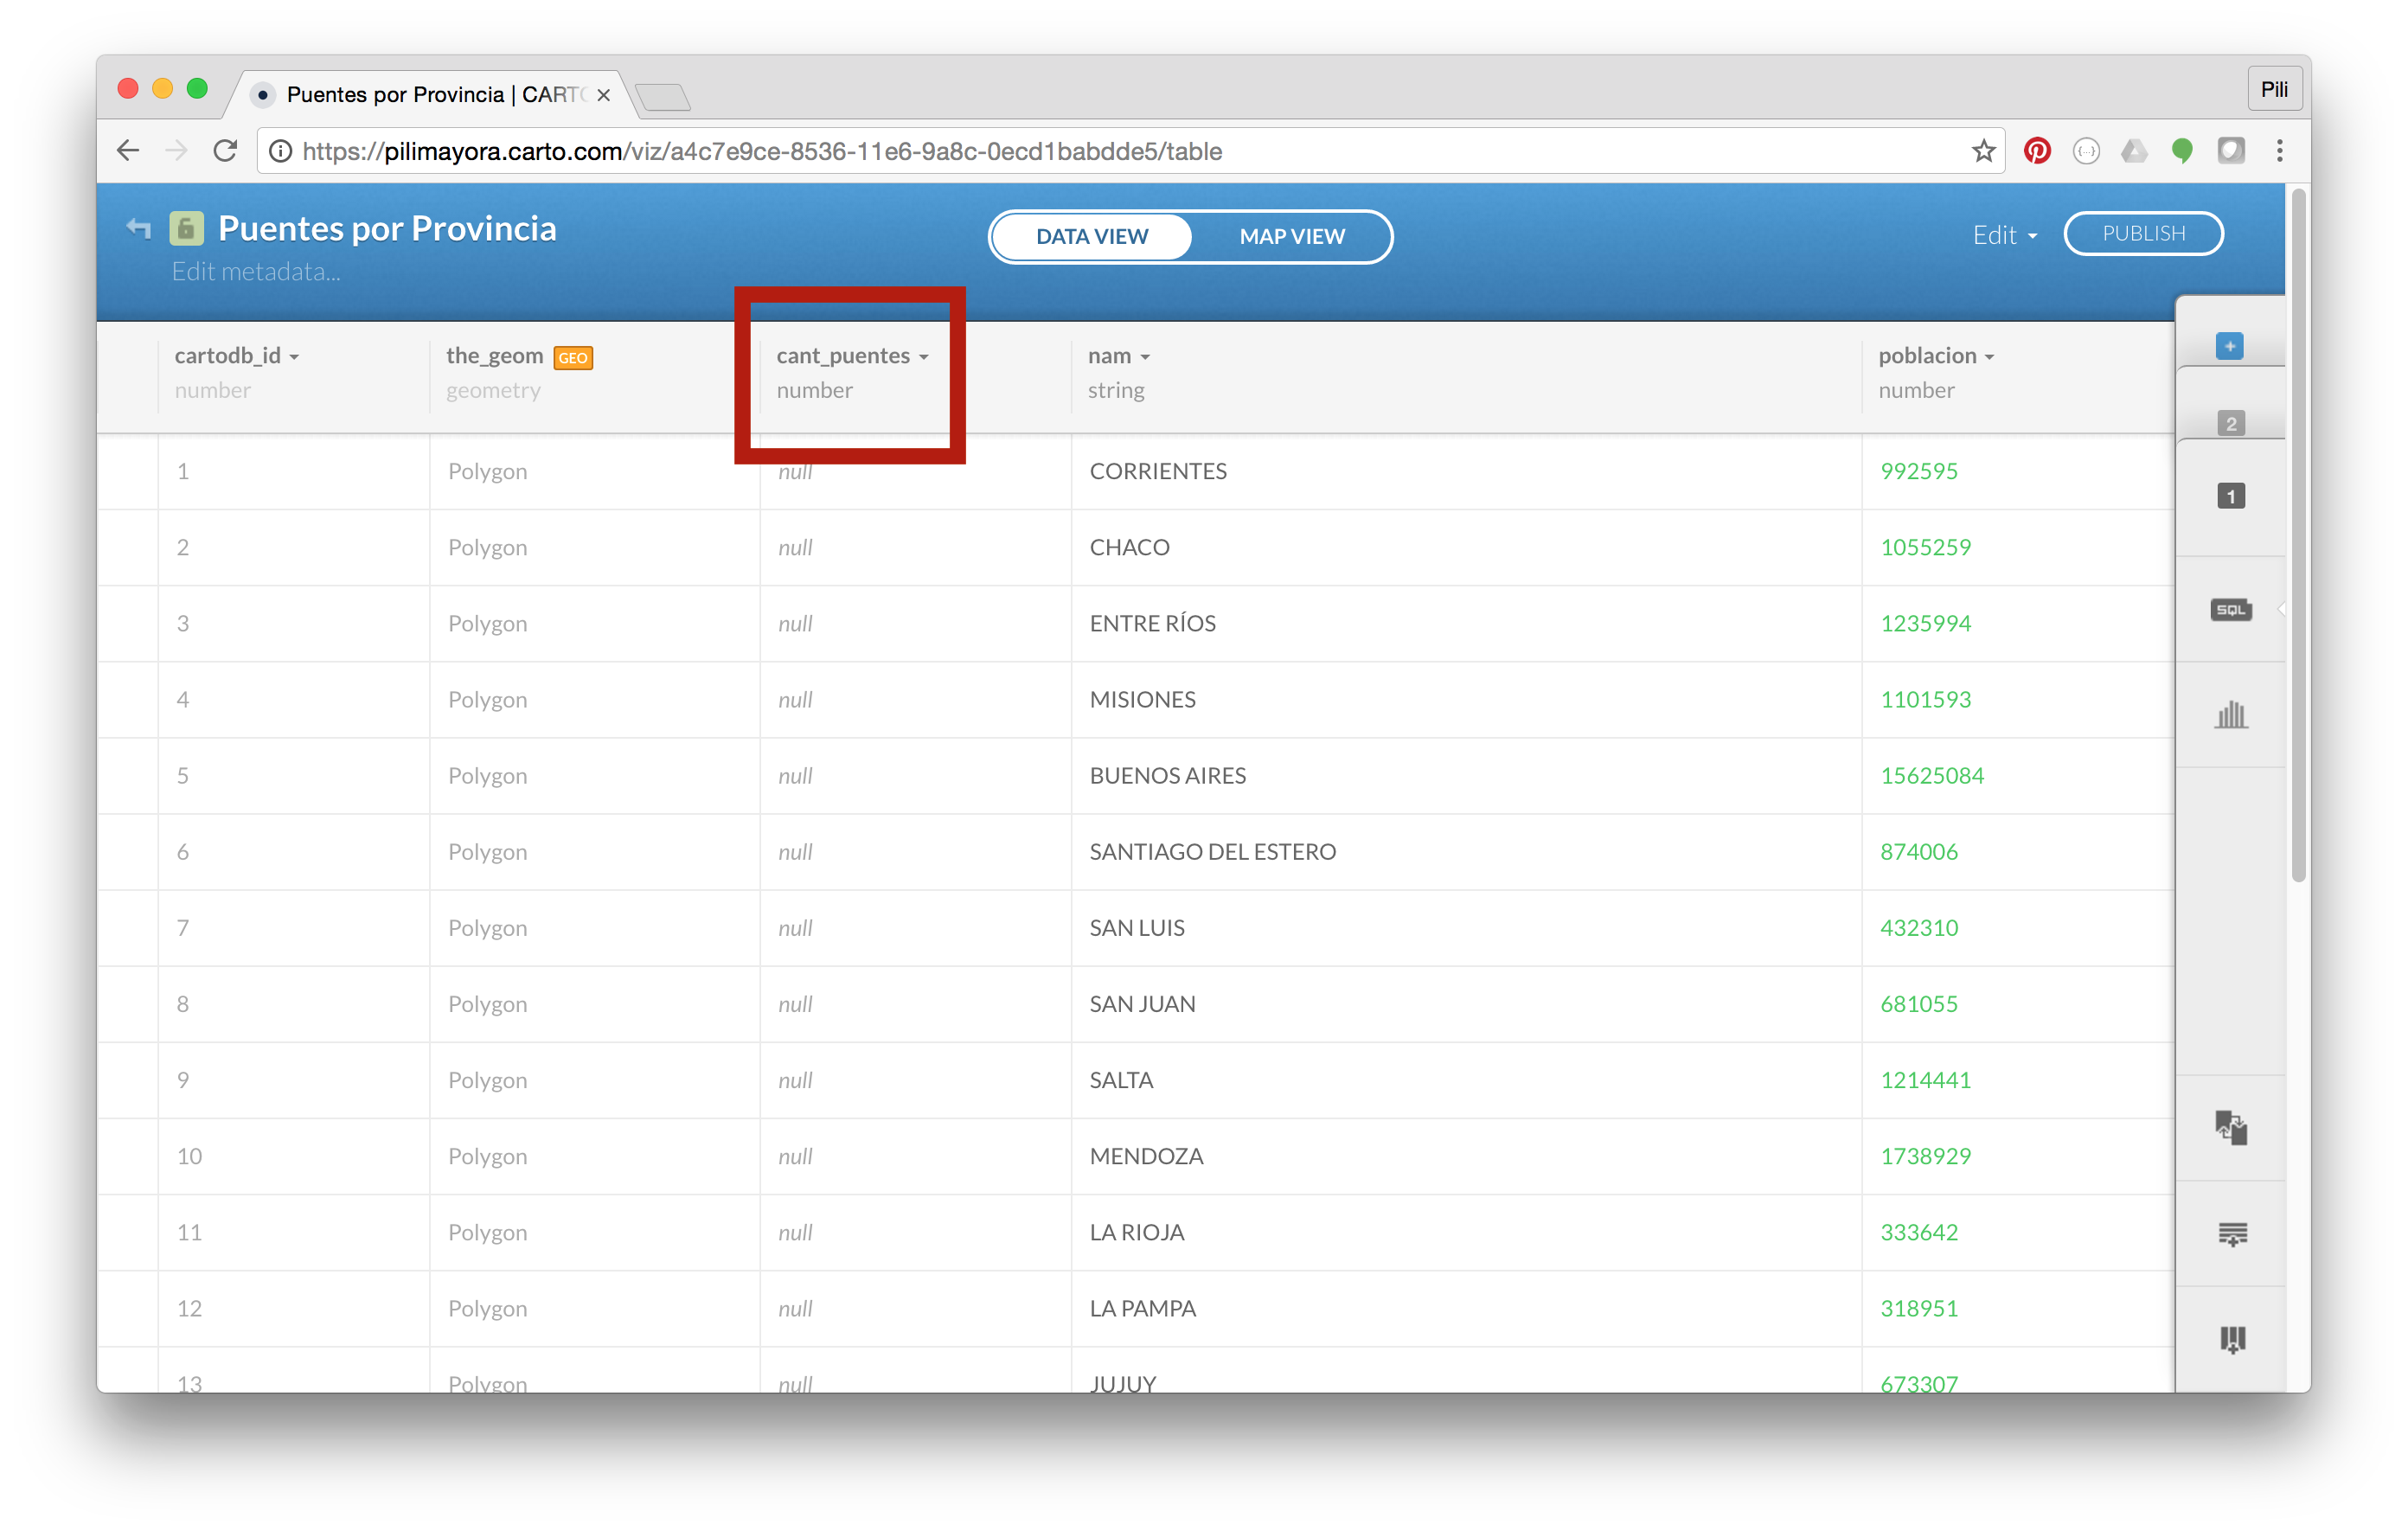 Puentes por Provincia | CARTO
Pili
https://pilimayora.carto.com/viz/a4c7e9ce-8536-11e6-9a8c-0ecd1babdde5/table
Puentes por Provincia
DATA VIEW MAP VIEW
Edit PUBLISH
Edit metadata...
cartodb_id the_geom GEO cant_puentes nam poblacion
number geometry number string number
2
1 Polygon null CORRIENTES 992595
1
2 Polygon null CHACO 1055259
3 Polygon null ENTRE RÍOS 1235994
SQL
4 Polygon null MISIONES 1101593
5 Polygon null BUENOS AIRES 15625084
6 Polygon null SANTIAGO DEL ESTERO 874006
7 Polygon null SAN LUIS 432310
8 Polygon null SAN JUAN 681055
9 Polygon null SALTA 1214441
10 Polygon null MENDOZA 1738929
11 Polygon null LA RIOJA 333642
12 Polygon null LA PAMPA 318951
13 Polygon null JUJUY 673307